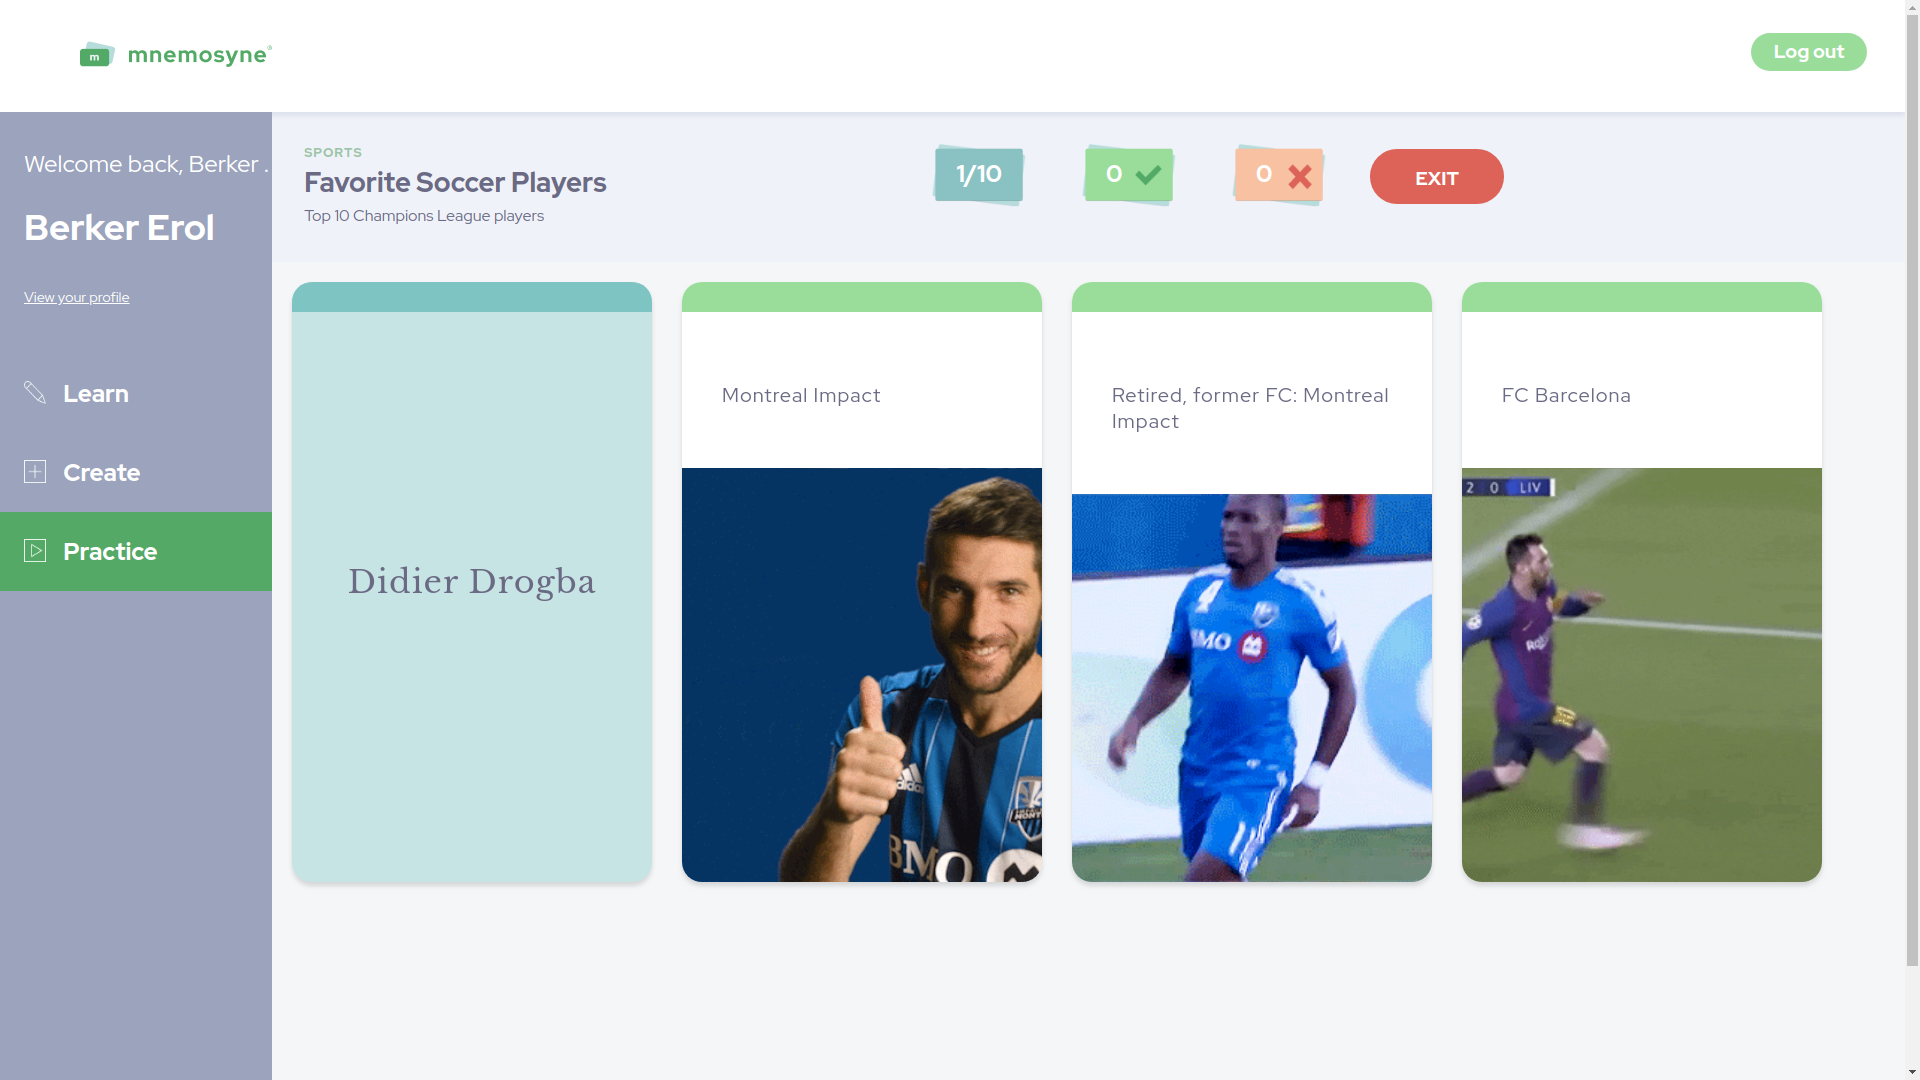 m mnemosyne®
Log out
Welcome back, Berker .
Berker Erol
View your profile
Learn
Create
Practice
SPORTS
Favorite Soccer Players
Top 10 Champions League players
1/10
0
0
EXIT
Didier Drogba
Montreal Impact
BMO
Retired, former FC: Montreal
Impact
BMO
FC Barcelona
2 0 LIV